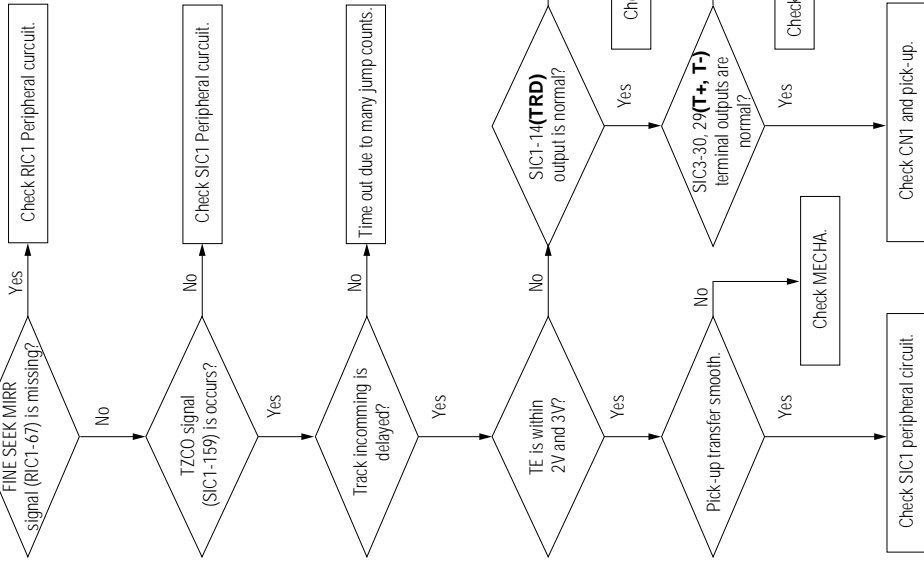 FINE SEEK MIRR
signal (RIC1-67) is missing?
Yes
Check RIC1 Peripheral curcuit.
No
TZCO signal
(SIC1-159) is occurs?
No
Check SIC1 Peripheral curcuit.
Yes
Track incoming is
delayed?
No
Time out due to many jump counts.
Yes
TE is within
2V and 3V?
No
SIC1-14(TRD)
output is normal?
Yes
Yes
Pick-up transfer smooth.
No
Check MECHA.
SIC3-30, 29(T+, T-)
terminal outputs are
normal?
Check
Yes
Yes
Check SIC1 peripheral circuit.
Check CN1 and pick-up.